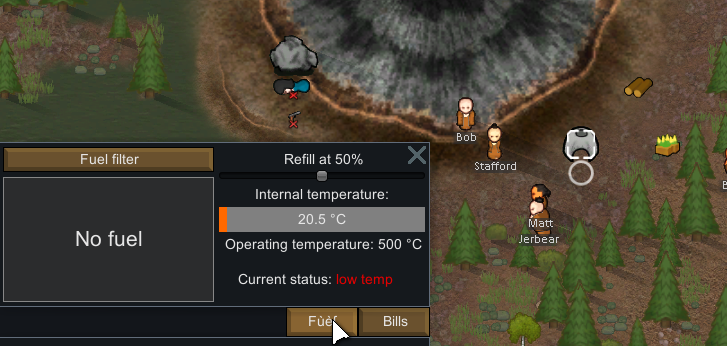 Fuel filter
Refill at 50%
Internal temperature:
20.5 °C
No fuel
Operating temperature: 500 °C
Current status: low temp
Bills
Bob
Stafford
Matt
Jerbear